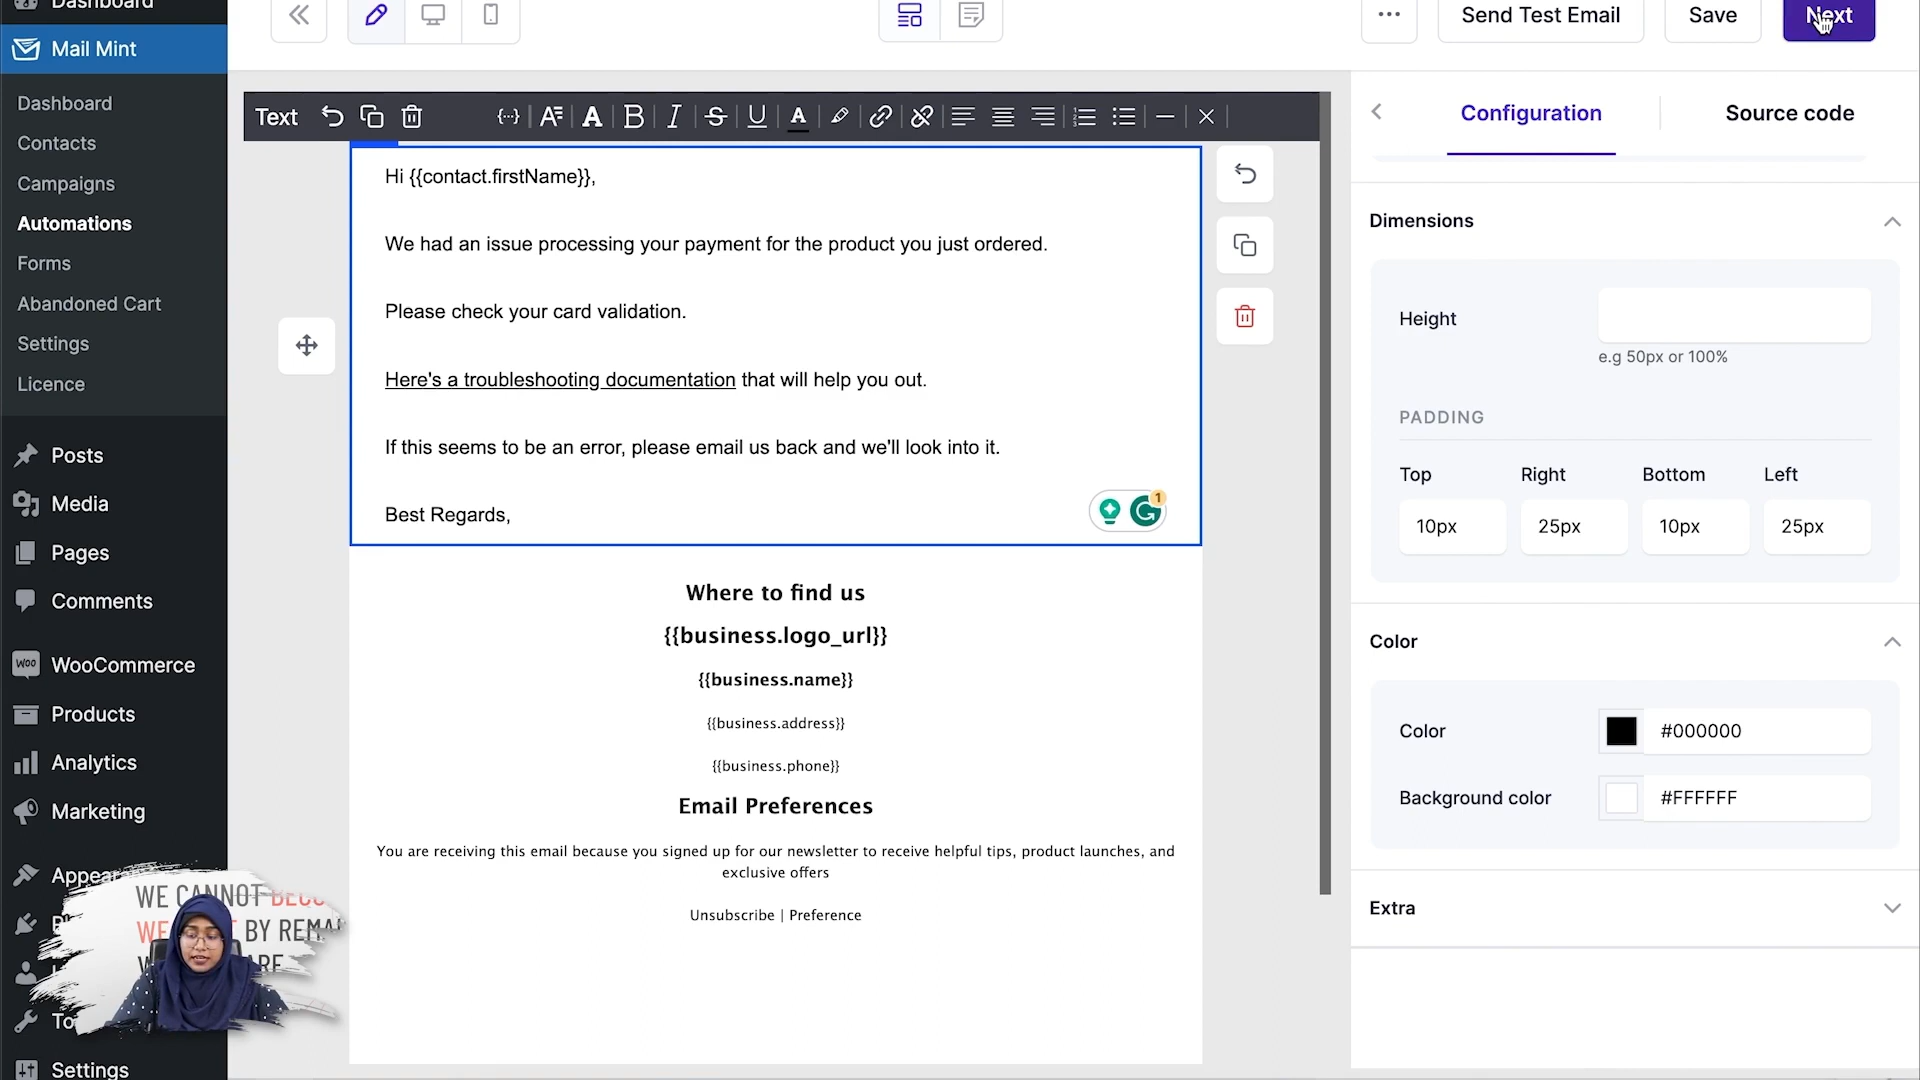 Dashboard
Mail Mint
Dashboard
Contacts
Campaigns
Automations
Forms
Abandoned Cart
Settings
Licence
Posts
Media
Pages
Comments
WooCommerce
Products
Analytics
Marketing
Settings
Send Test Email
Save
Next
Text
Hi {{contact.firstName}},
We had an issue processing your payment for the product you just ordered.
Please check your card validation.
Here's a troubleshooting documentation that will help you out.
If this seems to be an error, please email us back and we'll look into it.
Best Regards,
1
Where to find us
{{business.logo_url}}
{{business.name}}
{{business.address}}
{{business.phone}}
Email Preferences
You are receiving this email because you signed up for our newsletter to receive helpful tips, product launches, and
exclusive offers
Unsubscribe | Preference
Configuration
Source code
Dimensions
Height
e.g 50px or 100%
PADDING
Top Right Bottom Left
10px 25px 10px 25px
Color
Color #000000
Background color #FFFFFF
Extra
WE CANNOT
WE
BY